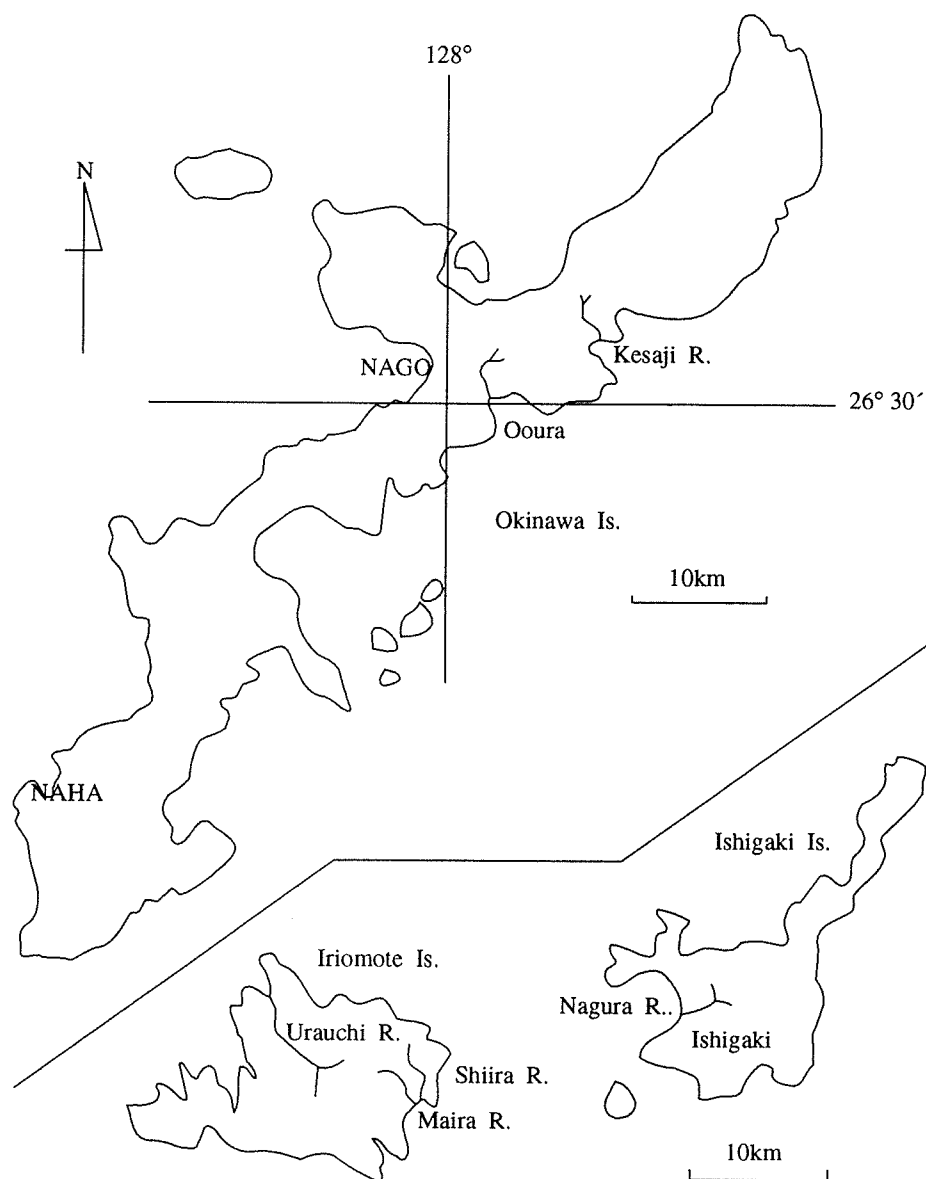 128°
N
Kesaji R.
NAGO
26° 30´
Ooura
Okinawa Is.
10km
NAHA
Ishigaki Is.
Iriomote Is.
Nagura R..
Urauchi R.
Ishigaki
Shiira R.
Maira R.
10km